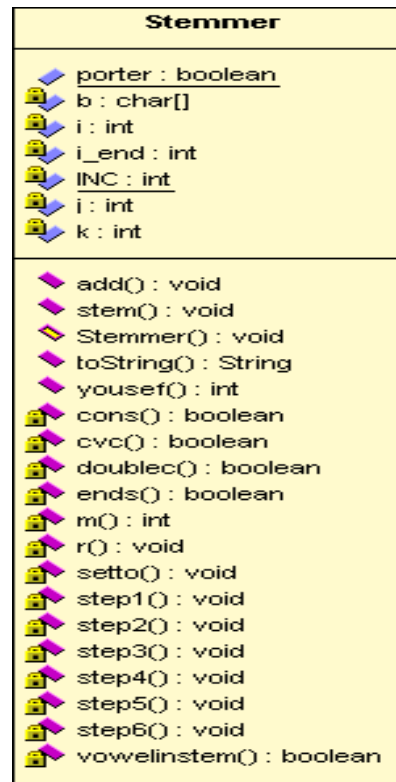 Stemmer
porter : boolean
b : char[]
i : int
i_end : int
INC : int
j : int
k : int
add() : void
stem() : void
Stemmer() : void
toString() : String
yousef() : int
cons() : boolean
cvc() : boolean
doublec() : boolean
ends() : boolean
m() : int
r() : void
setto() : void
step1() : void
step2() : void
step3() : void
step4() : void
step5() : void
step6() : void
vowelinstem() : boolean